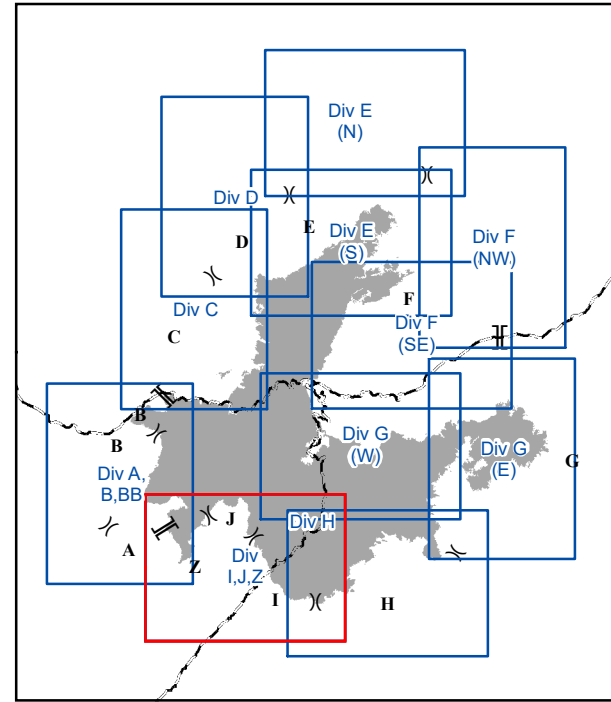 Div E
(N)
Div D
E
D
Div E
(S)
Div F
(NW)
F
Div C
Div F
(SE)
C
B
B
Div G
(W)
Div G
(E)
G
Div A,
B,BB
J
Div H
A
Z
Div
I,J,Z
I
H